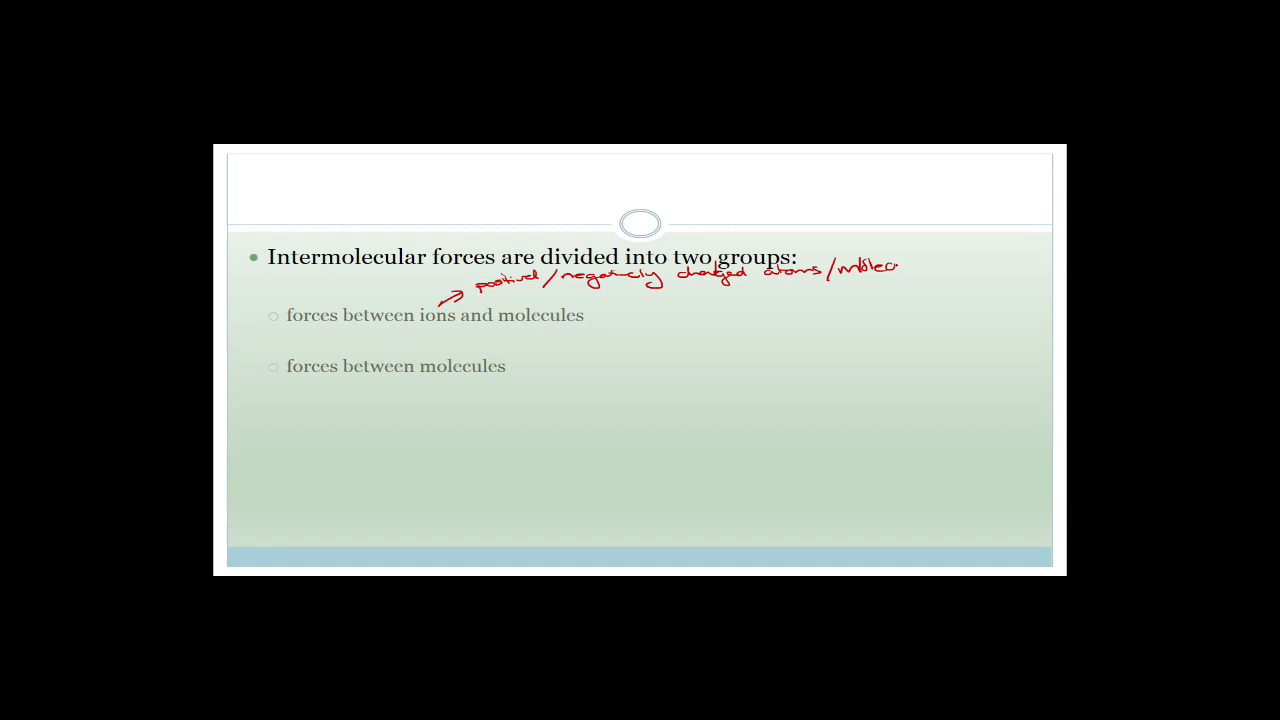 Intermolecular forces are divided into two groups:
positive/negatively charged atoms/molec
forces between ions and molecules
forces between molecules